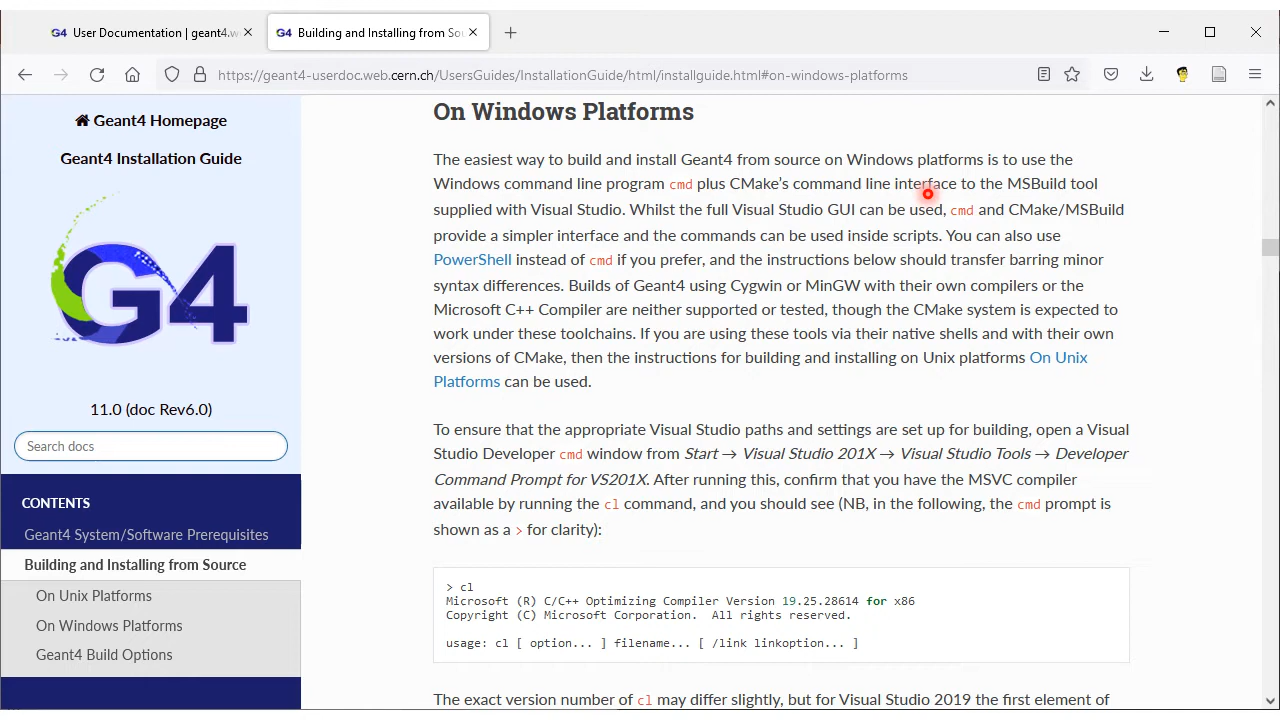 User Documentation | geant4.w
Building and Installing from Sou
https://geant4-userdoc.web.cern.ch/UsersGuides/InstallationGuide/html/installguide.html#on-windows-platforms
Geant4 Homepage
Geant4 Installation Guide
G4
11.0 (doc Rev6.0)
Search docs
CONTENTS
Geant4 System/Software Prerequisites
Building and Installing from Source
On Unix Platforms
On Windows Platforms
Geant4 Build Options
On Windows Platforms
The easiest way to build and install Geant4 from source on Windows platforms is to use the
Windows command line program cmd plus CMake’s command line interface to the MSBuild tool
supplied with Visual Studio. Whilst the full Visual Studio GUI can be used, cmd and CMake/MSBuild
provide a simpler interface and the commands can be used inside scripts. You can also use
PowerShell instead of cmd if you prefer, and the instructions below should transfer barring minor
syntax differences. Builds of Geant4 using Cygwin or MinGW with their own compilers or the
Microsoft C++ Compiler are neither supported or tested, though the CMake system is expected to
work under these toolchains. If you are using these tools via their native shells and with their own
versions of CMake, then the instructions for building and installing on Unix platforms On Unix
Platforms can be used.
To ensure that the appropriate Visual Studio paths and settings are set up for building, open a Visual
Studio Developer cmd window from Start → Visual Studio 201X → Visual Studio Tools → Developer
Command Prompt for VS201X. After running this, confirm that you have the MSVC compiler
available by running the cl command, and you should see (NB, in the following, the cmd prompt is
shown as a > for clarity):
> cl
Microsoft (R) C/C++ Optimizing Compiler Version 19.25.28614 for x86
Copyright (C) Microsoft Corporation. All rights reserved.
usage: cl [ option... ] filename... [ /link linkoption... ]
The exact version number of cl may differ slightly, but for Visual Studio 2019 the first element of